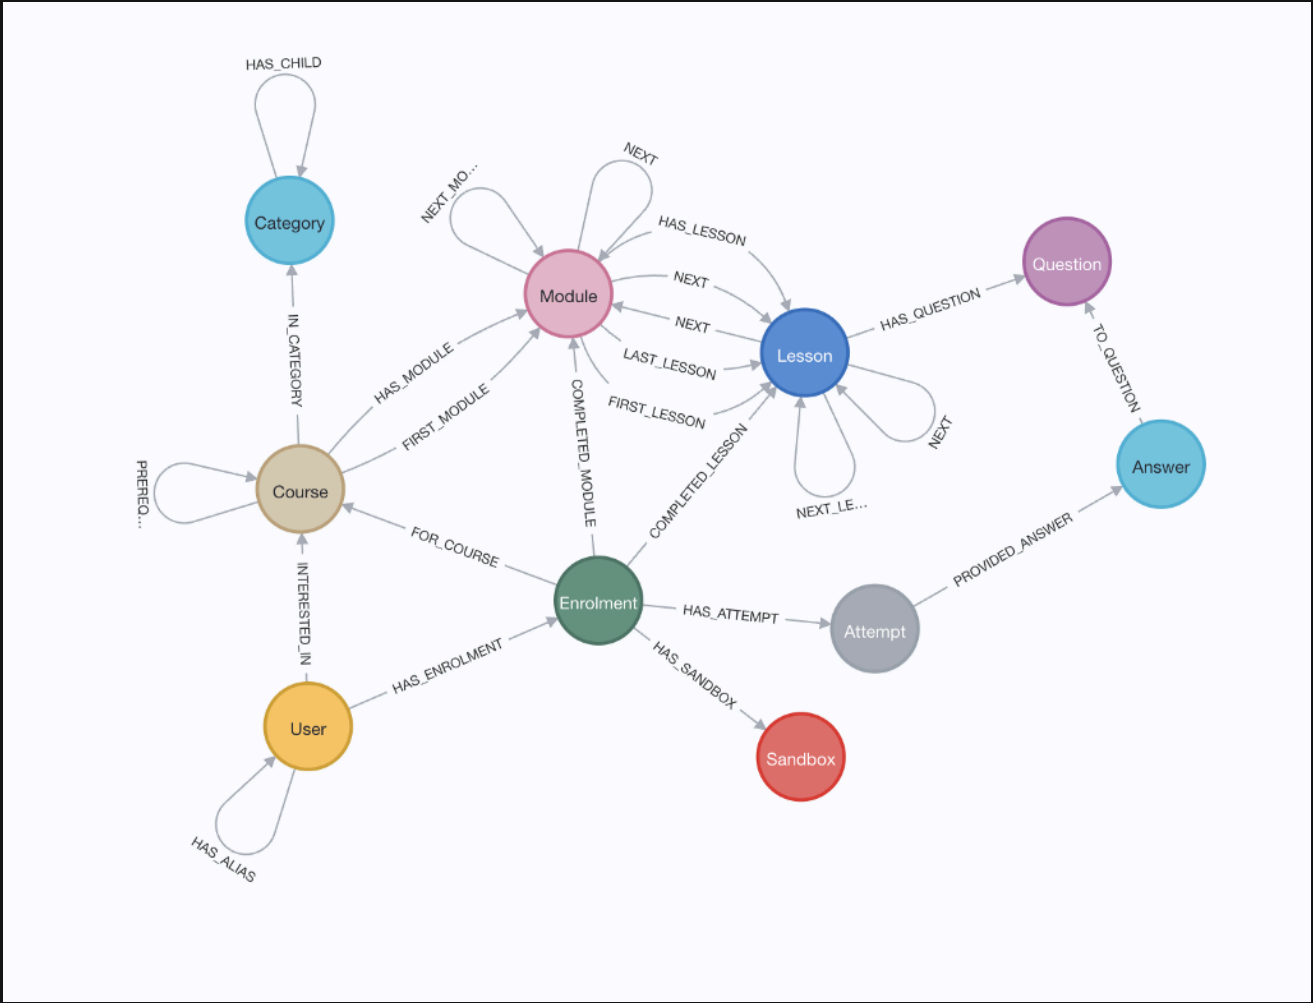 HAS_CHILD
Category
IN_CATEGORY
NEXT_MO...
NEXT
Module
HAS_LESSON
NEXT
NEXT
LAST_LESSON
FIRST_LESSON
Lesson
HAS_QUESTION
Question
TO_QUESTION
Answer
NEXT
NEXT_LE...
HAS_MODULE
FIRST_MODULE
COMPLETED_MODULE
COMPLETED_LESSON
PREREQ...
Course
FOR_COURSE
INTERESTED_IN
Enrolment
HAS_ATTEMPT
Attempt
PROVIDED_ANSWER
HAS_ENROLMENT
HAS_SANDBOX
User
Sandbox
HAS_ALIAS